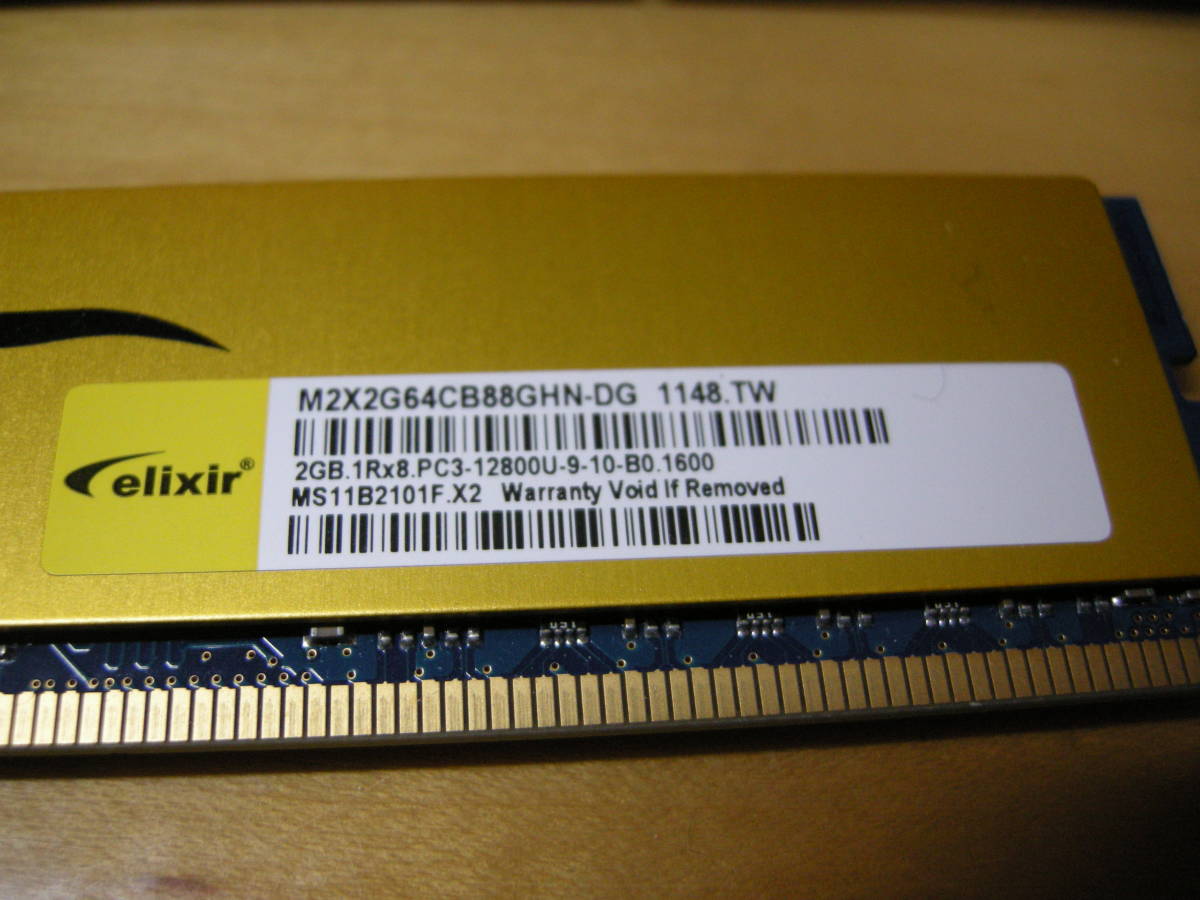 M2X2G64CB88GHN-DG 1148.TW
elixir®
2GB.1Rx8.PC3-12800U-9-10-B0.1600
MS11B2101F.X2 Warranty Void If Removed